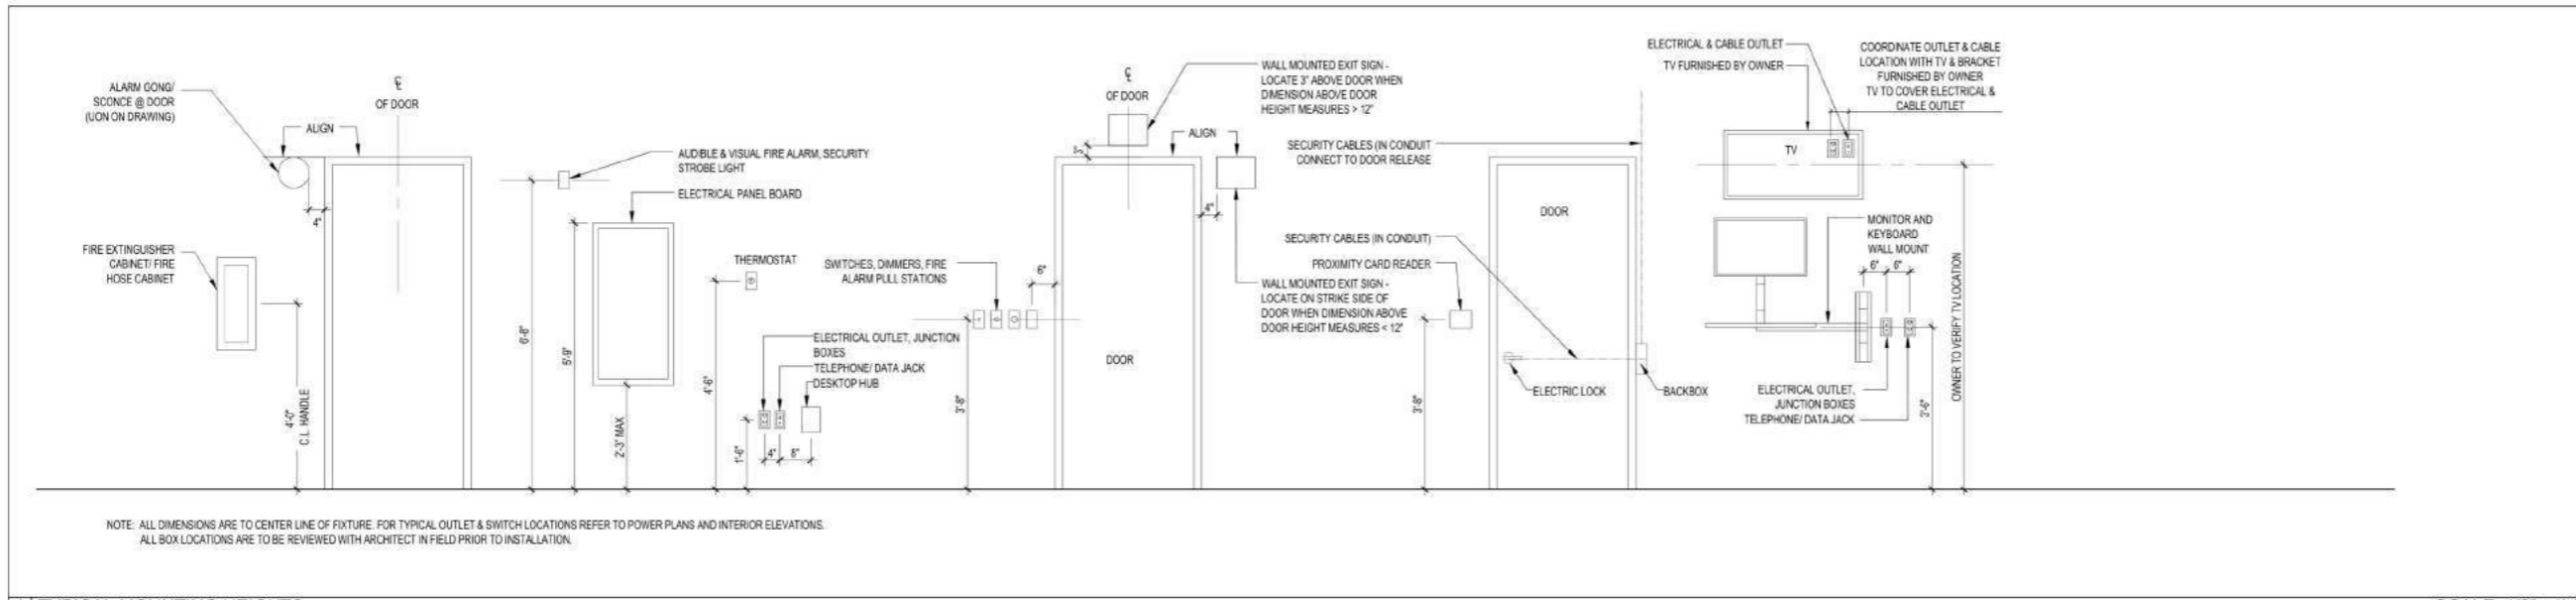 ALARM GONG/
SCONCE @ DOOR
(UON ON DRAWING)
ALIGN
℄
OF DOOR
4"
FIRE EXTINGUISHER
CABINET/ FIRE
HOSE CABINET
4'-0"
C.L. HANDLE
AUDIBLE & VISUAL FIRE ALARM, SECURITY
STROBE LIGHT
ELECTRICAL PANEL BOARD
6'-8"
5'-9"
2'-3" MAX
THERMOSTAT
4'-6"
SWITCHES, DIMMERS, FIRE
ALARM PULL STATIONS
ELECTRICAL OUTLET, JUNCTION
BOXES
TELEPHONE/ DATA JACK
DESKTOP HUB
1'-6"
4"
8"
3'-8"
6"
℄
OF DOOR
WALL MOUNTED EXIT SIGN -
LOCATE 3" ABOVE DOOR WHEN
DIMENSION ABOVE DOOR
HEIGHT MEASURES > 12"
3"
ALIGN
4"
DOOR
WALL MOUNTED EXIT SIGN -
LOCATE ON STRIKE SIDE OF
DOOR WHEN DIMENSION ABOVE
DOOR HEIGHT MEASURES < 12"
SECURITY CABLES (IN CONDUIT
CONNECT TO DOOR RELEASE
SECURITY CABLES (IN CONDUIT)
PROXIMITY CARD READER
3'-8"
DOOR
ELECTRIC LOCK
BACKBOX
ELECTRICAL & CABLE OUTLET
TV FURNISHED BY OWNER
COORDINATE OUTLET & CABLE
LOCATION WITH TV & BRACKET
FURNISHED BY OWNER
TV TO COVER ELECTRICAL &
CABLE OUTLET
TV
MONITOR AND
KEYBOARD
WALL MOUNT
6"
6"
ELECTRICAL OUTLET,
JUNCTION BOXES
TELEPHONE/ DATA JACK
3'-6"
OWNER TO VERIFY TV LOCATION
NOTE: ALL DIMENSIONS ARE TO CENTER LINE OF FIXTURE. FOR TYPICAL OUTLET & SWITCH LOCATIONS REFER TO POWER PLANS AND INTERIOR ELEVATIONS.
ALL BOX LOCATIONS ARE TO BE REVIEWED WITH ARCHITECT IN FIELD PRIOR TO INSTALLATION.